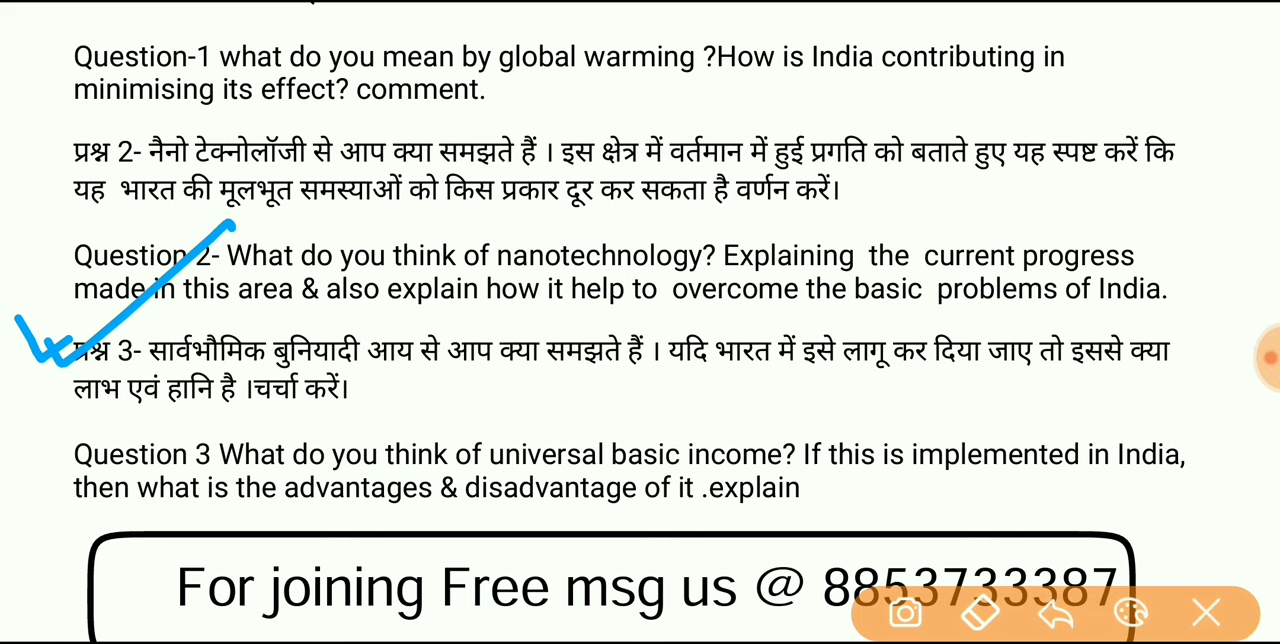 Question-1 what do you mean by global warming ?How is India contributing in
minimising its effect? comment.
प्रश्न 2- नैनो टेक्नोलॉजी से आप क्या समझते हैं । इस क्षेत्र में वर्तमान में हुई प्रगति को बताते हुए यह स्पष्ट करें कि
यह भारत की मूलभूत समस्याओं को किस प्रकार दूर कर सकता है वर्णन करें।
Question 2- What do you think of nanotechnology? Explaining the current progress
made in this area & also explain how it help to overcome the basic problems of India.
प्रश्न 3- सार्वभौमिक बुनियादी आय से आप क्या समझते हैं । यदि भारत में इसे लागू कर दिया जाए तो इससे क्या
लाभ एवं हानि है ।चर्चा करें।
Question 3 What do you think of universal basic income? If this is implemented in India,
then what is the advantages & disadvantage of it .explain
For joining Free msg us @ 8853733387